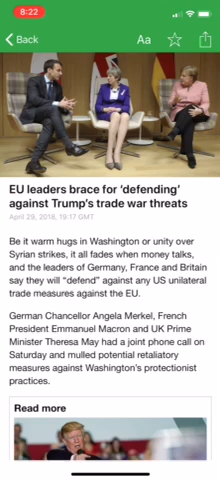 8:22
Back
Aa
EU leaders brace for ‘defending’
against Trump’s trade war threats
April 29, 2018, 19:17 GMT
Be it warm hugs in Washington or unity over
Syrian strikes, it all fades when money talks,
and the leaders of Germany, France and Britain
say they will “defend” against any US unilateral
trade measures against the EU.
German Chancellor Angela Merkel, French
President Emmanuel Macron and UK Prime
Minister Theresa May had a joint phone call on
Saturday and mulled potential retaliatory
measures against Washington’s protectionist
practices.
Read more